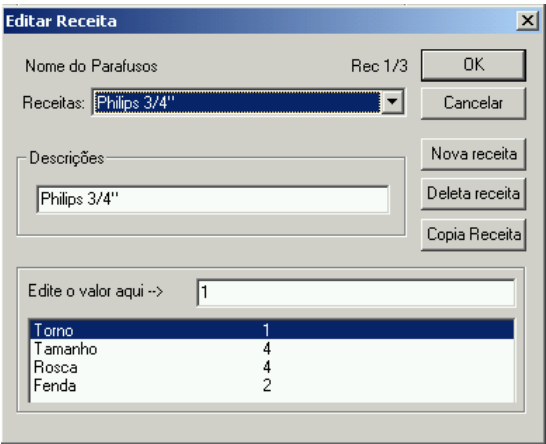 Editar Receita
Nome do Parafusos Rec 1/3 OK
Receitas: Philips 3/4" Cancelar
Nova receita
Descrições
Philips 3/4" Deleta receita
Copia Receita
Edite o valor aqui --> 1
Torno 1
Tamanho 4
Rosca 4
Fenda 2